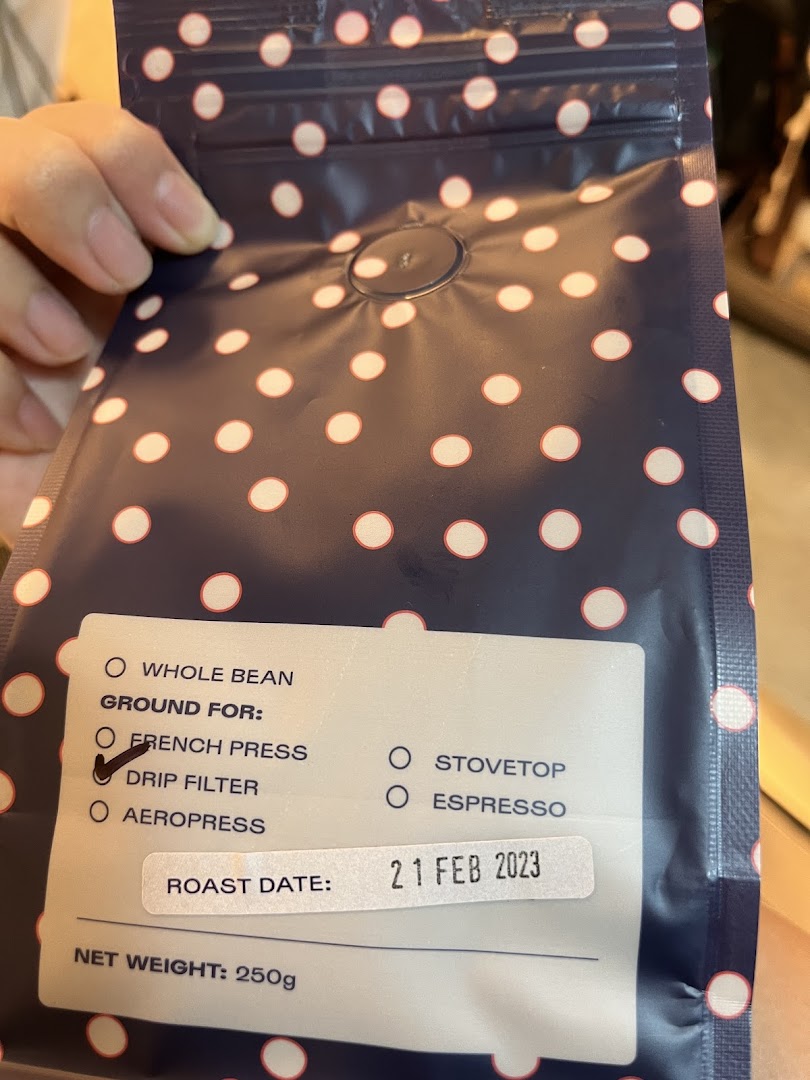 WHOLE BEAN
GROUND FOR:
FRENCH PRESS
DRIP FILTER
AEROPRESS
STOVETOP
ESPRESSO
ROAST DATE: 21 FEB 2023
NET WEIGHT: 250g